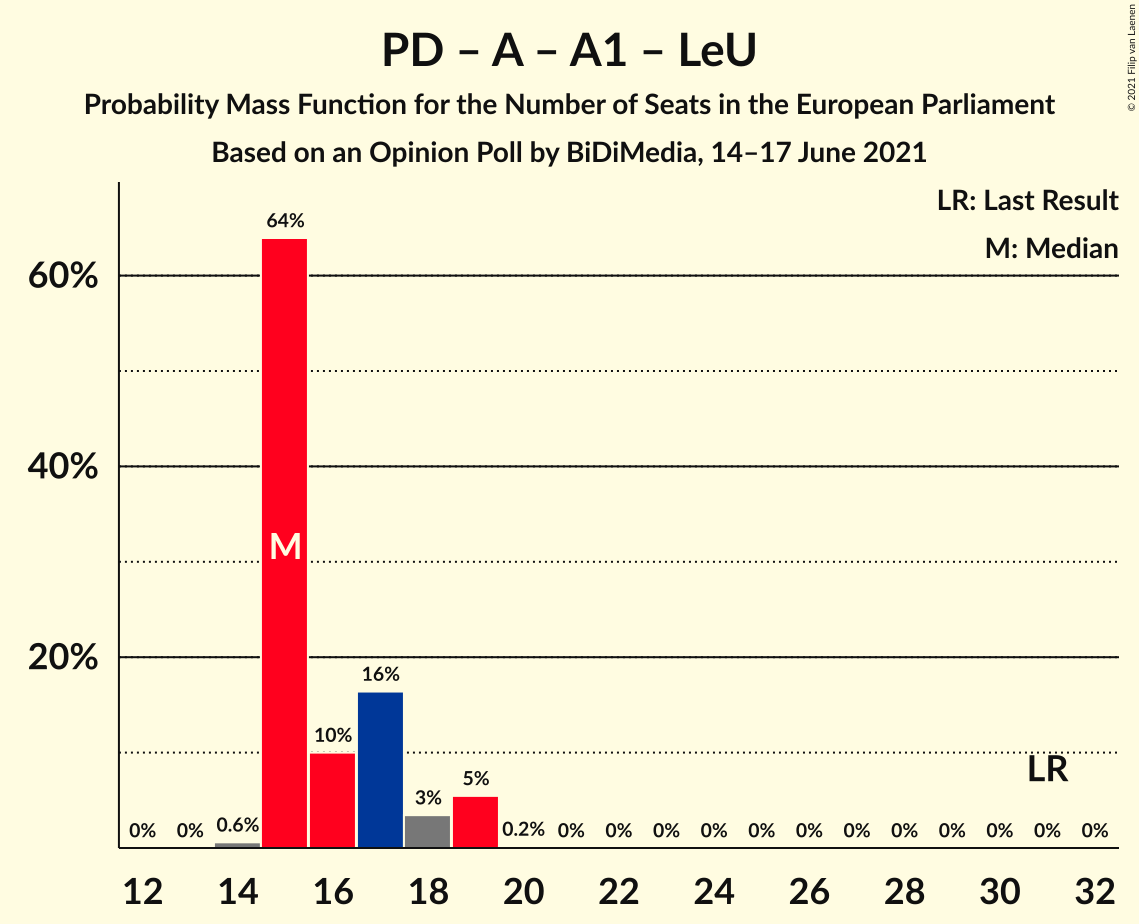 PD – A – A1 – LeU
Probability Mass Function for the Number of Seats in the European Parliament
Based on an Opinion Poll by BiDiMedia, 14–17 June 2021
© 2021 Filip van Laenen
LR: Last Result
M: Median
60%
40%
20%
0% 0% 0.6% 64% 10% 16% 3% 5% 0.2% 0% 0% 0% 0% 0% 0% 0% 0% 0% 0% 0% 0%
M
LR
12 14 16 18 20 22 24 26 28 30 32